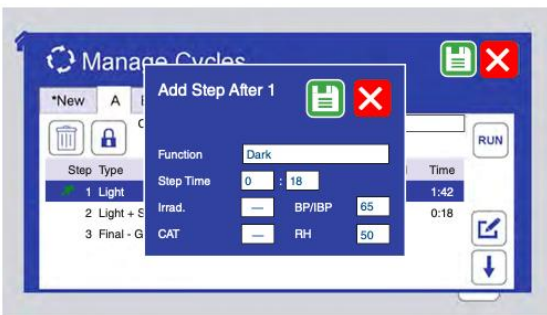 Manage Cycles
*New A
RUN
Step Type Time
1 Light 1:42
2 Light + S 0:18
3 Final - G
Add Step After 1
Function Dark
Step Time 0 : 18
Irrad. — BP/IBP 65
CAT — RH 50